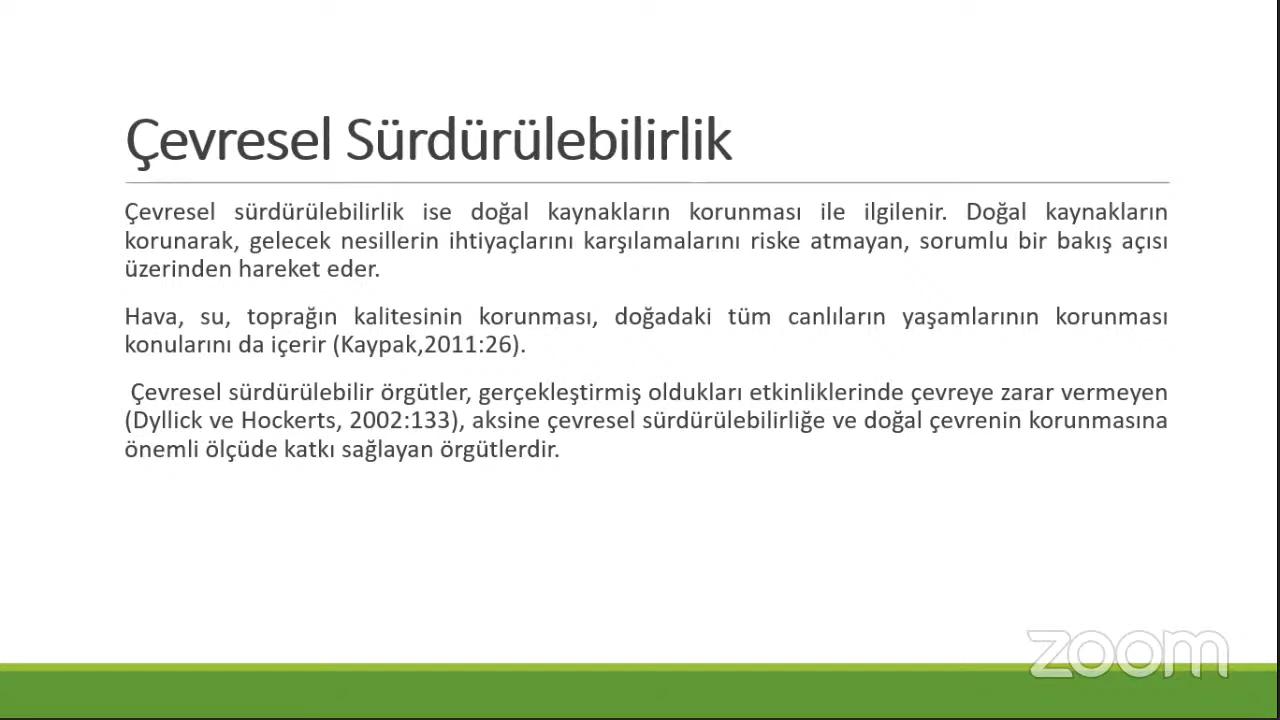 Çevresel Sürdürülebilirlik
Çevresel sürdürülebilirlik ise doğal kaynakların korunması ile ilgilenir. Doğal kaynakların
korunarak, gelecek nesillerin ihtiyaçlarını karşılamalarını riske atmayan, sorumlu bir bakış açısı
üzerinden hareket eder.
Hava, su, toprağın kalitesinin korunması, doğadaki tüm canlıların yaşamlarının korunması
konularını da içerir (Kaypak,2011:26).
Çevresel sürdürülebilir örgütler, gerçekleştirmiş oldukları etkinliklerinde çevreye zarar vermeyen
(Dyllick ve Hockerts, 2002:133), aksine çevresel sürdürülebilirliğe ve doğal çevrenin korunmasına
önemli ölçüde katkı sağlayan örgütlerdir.
zoom